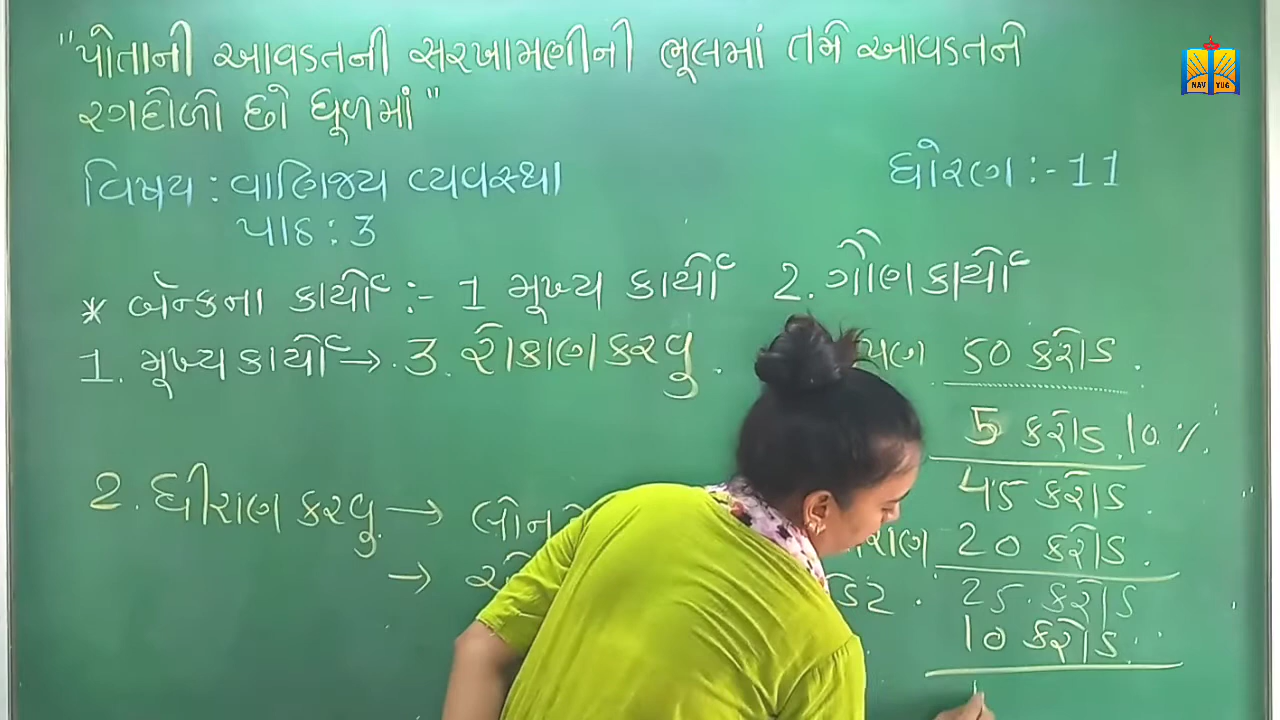 "પોતાની આવડતની સરખામણીની ભૂલમાં તમે આવડતને
રગદોળો છો ધૂળમાં"
NAV YUG
વિષય : વાણિજ્ય વ્યવસ્થા
ધોરણ :- 11
પાઠ : 3
* બૅન્કના કાર્યો :- 1 મૂખ્ય કાર્યો 2. ગૌણ કાર્યો
1. મૂખ્ય કાર્યો → 3. રોકાણ કરવુ.
50 કરોડ.
5 કરોડ 10 %.
45 કરોડ.
2. ધીરાણ કરવુ → લોન
20 કરોડ.
→
25 કરોડ
10 કરોડ